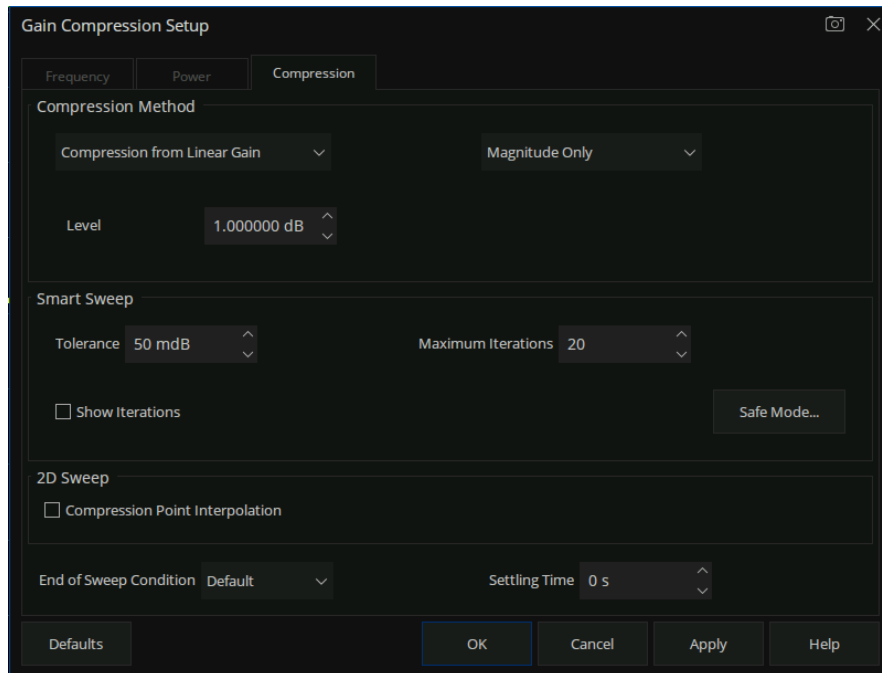 Gain Compression Setup
Frequency Power Compression
Compression Method
Compression from Linear Gain Magnitude Only
Level 1.000000 dB
Smart Sweep
Tolerance 50 mdB Maximum Iterations 20
Show Iterations Safe Mode...
2D Sweep
Compression Point Interpolation
End of Sweep Condition Default Settling Time 0 s
Defaults OK Cancel Apply Help